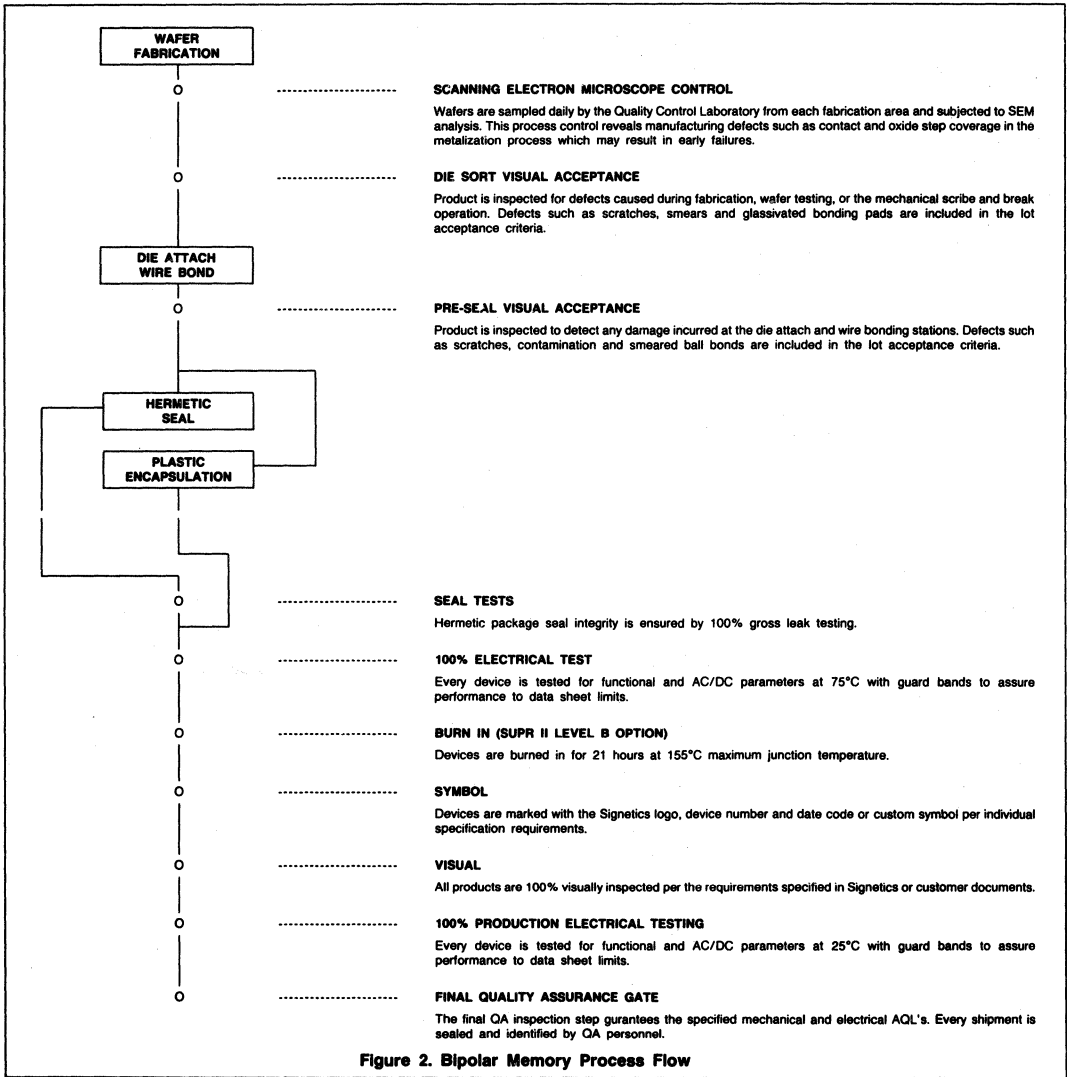 WAFER
FABRICATION
O
SCANNING ELECTRON MICROSCOPE CONTROL
Wafers are sampled daily by the Quality Control Laboratory from each fabrication area and subjected to SEM
analysis. This process control reveals manufacturing defects such as contact and oxide step coverage in the
metalization process which may result in early failures.
O
DIE SORT VISUAL ACCEPTANCE
Product is inspected for defects caused during fabrication, wafer testing, or the mechanical scribe and break
operation. Defects such as scratches, smears and glassivated bonding pads are included in the lot
acceptance criteria.
DIE ATTACH
WIRE BOND
O
PRE-SEAL VISUAL ACCEPTANCE
Product is inspected to detect any damage incurred at the die attach and wire bonding stations. Defects such
as scratches, contamination and smeared ball bonds are included in the lot acceptance criteria.
HERMETIC
SEAL
PLASTIC
ENCAPSULATION
O
SEAL TESTS
Hermetic package seal integrity is ensured by 100% gross leak testing.
O
100% ELECTRICAL TEST
Every device is tested for functional and AC/DC parameters at 75°C with guard bands to assure
performance to data sheet limits.
O
BURN IN (SUPR II LEVEL B OPTION)
Devices are burned in for 21 hours at 155°C maximum junction temperature.
O
SYMBOL
Devices are marked with the Signetics logo, device number and date code or custom symbol per individual
specification requirements.
O
VISUAL
All products are 100% visually inspected per the requirements specified in Signetics or customer documents.
O
100% PRODUCTION ELECTRICAL TESTING
Every device is tested for functional and AC/DC parameters at 25°C with guard bands to assure
performance to data sheet limits.
O
FINAL QUALITY ASSURANCE GATE
The final QA inspection step gurantees the specified mechanical and electrical AQL's. Every shipment is
sealed and identified by QA personnel.
Figure 2. Bipolar Memory Process Flow